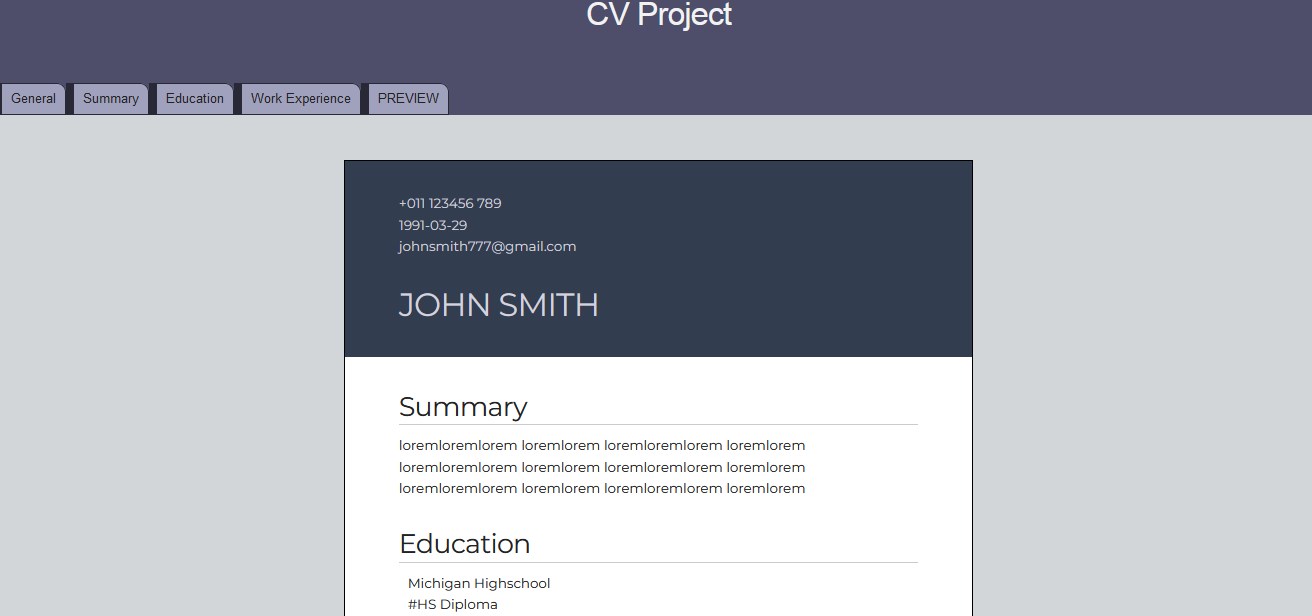 CV Project
General Summary Education Work Experience PREVIEW
+011 123456 789
1991-03-29
johnsmith777@gmail.com
JOHN SMITH
Summary
loremloremlorem loremlorem loremloremlorem loremlorem
loremloremlorem loremlorem loremloremlorem loremlorem
loremloremlorem loremlorem loremloremlorem loremlorem
Education
Michigan Highschool
#HS Diploma